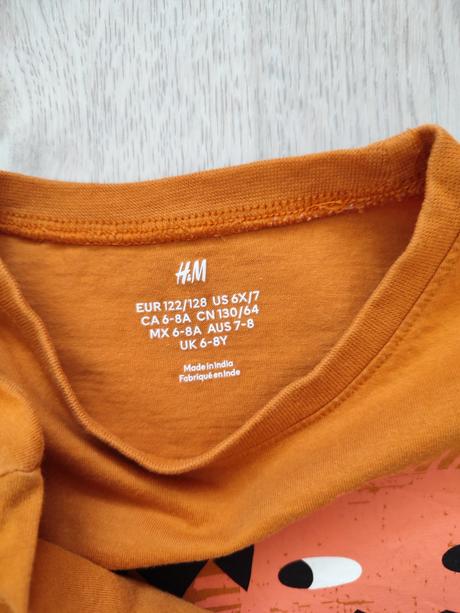 H&M
EUR 122/128 US 6X/7
CA 6-8A CN 130/64
MX 6-8A AUS 7-8
UK 6-8Y
Made in India
Fabriqué en Inde